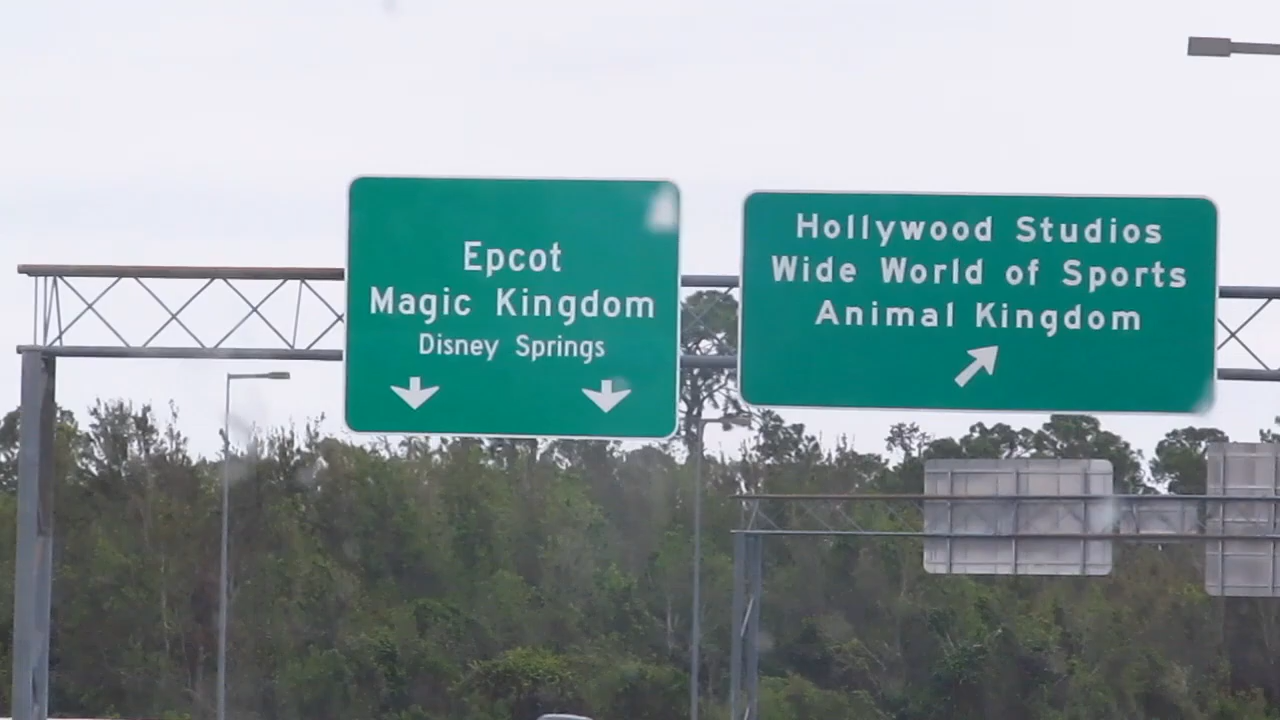 Epcot
Magic Kingdom
Disney Springs
Hollywood Studios
Wide World of Sports
Animal Kingdom